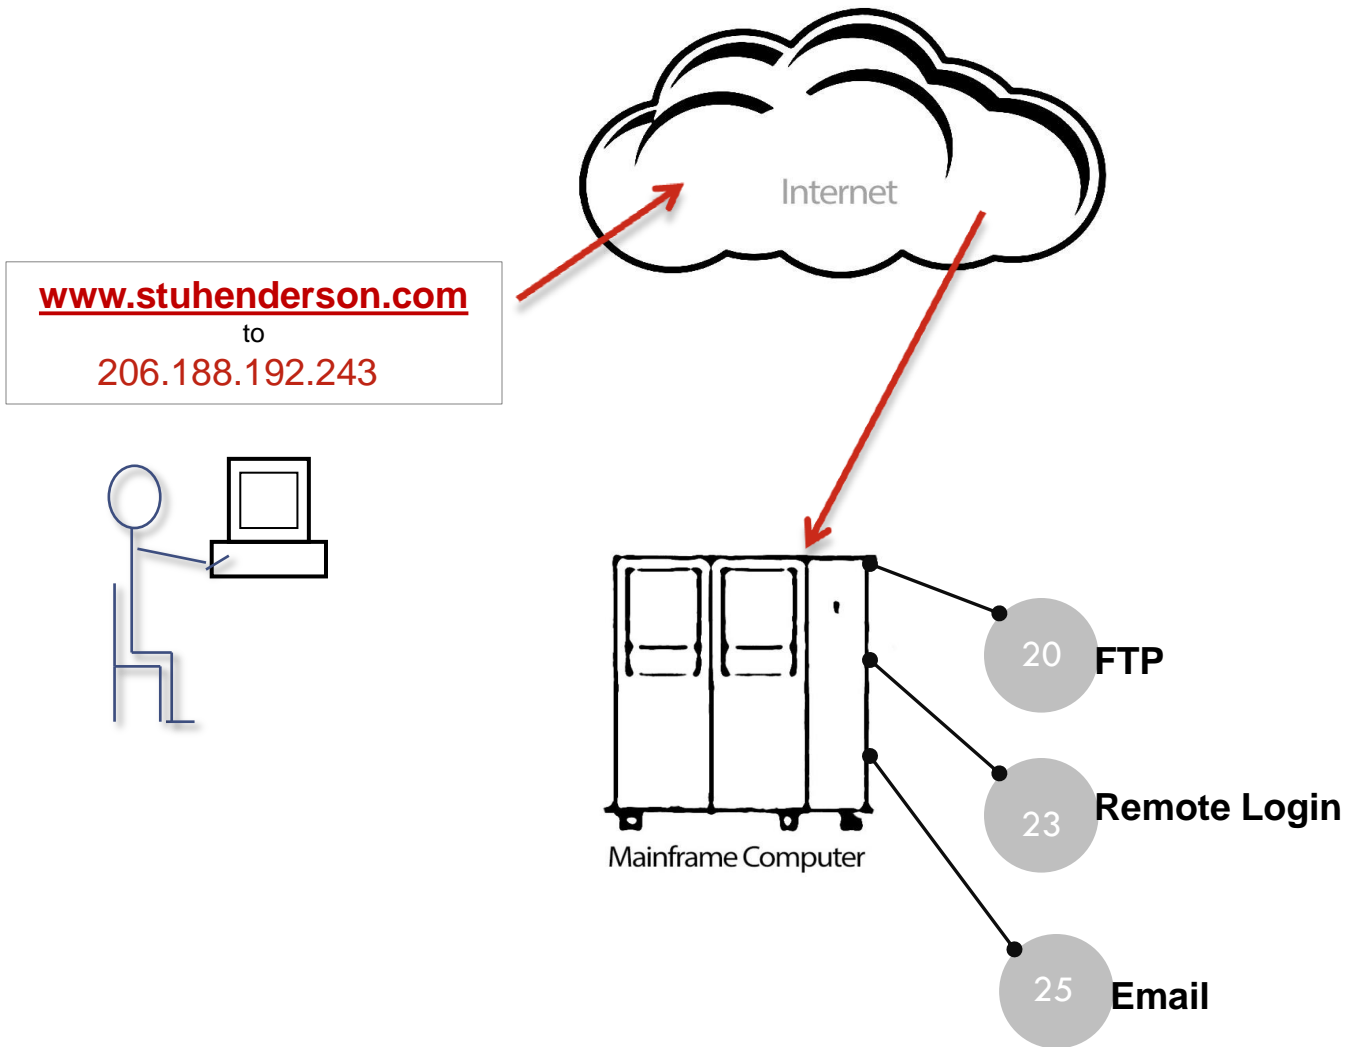 Internet
www.stuhenderson.com
to
206.188.192.243
20 FTP
23 Remote Login
Mainframe Computer
25 Email